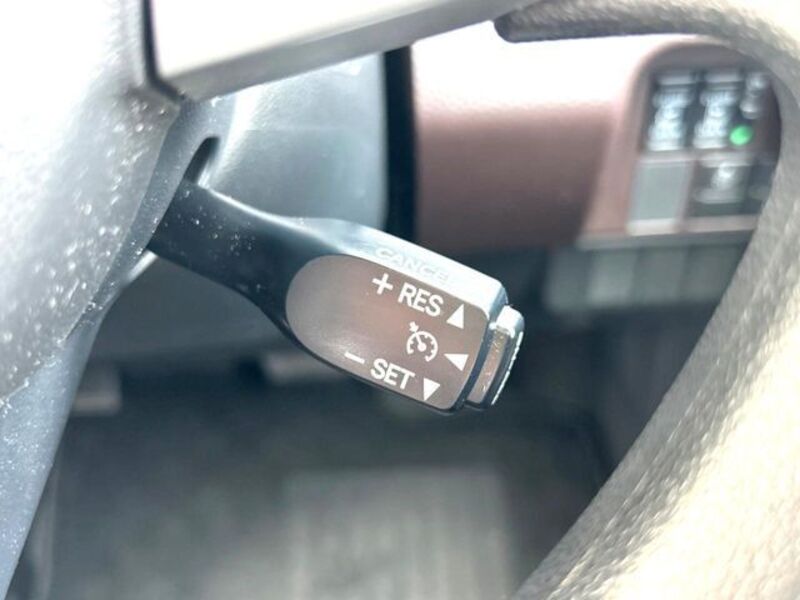 CANCEL
+ RES ▲
− SET ▼